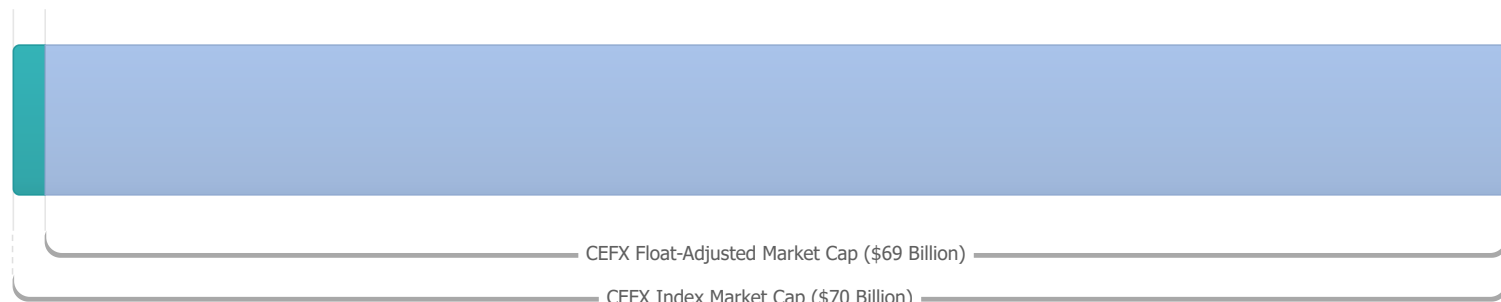 CEFX Float-Adjusted Market Cap ($69 Billion)
CEFX Index Market Cap ($70 Billion)